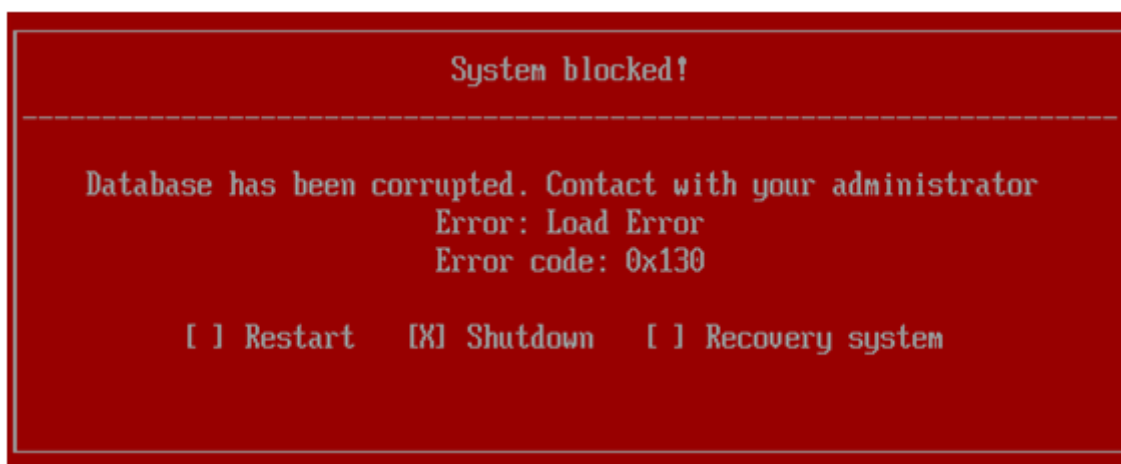 System blocked!
Database has been corrupted. Contact with your administrator
Error: Load Error
Error code: 0x130
[ ] Restart [X] Shutdown [ ] Recovery system